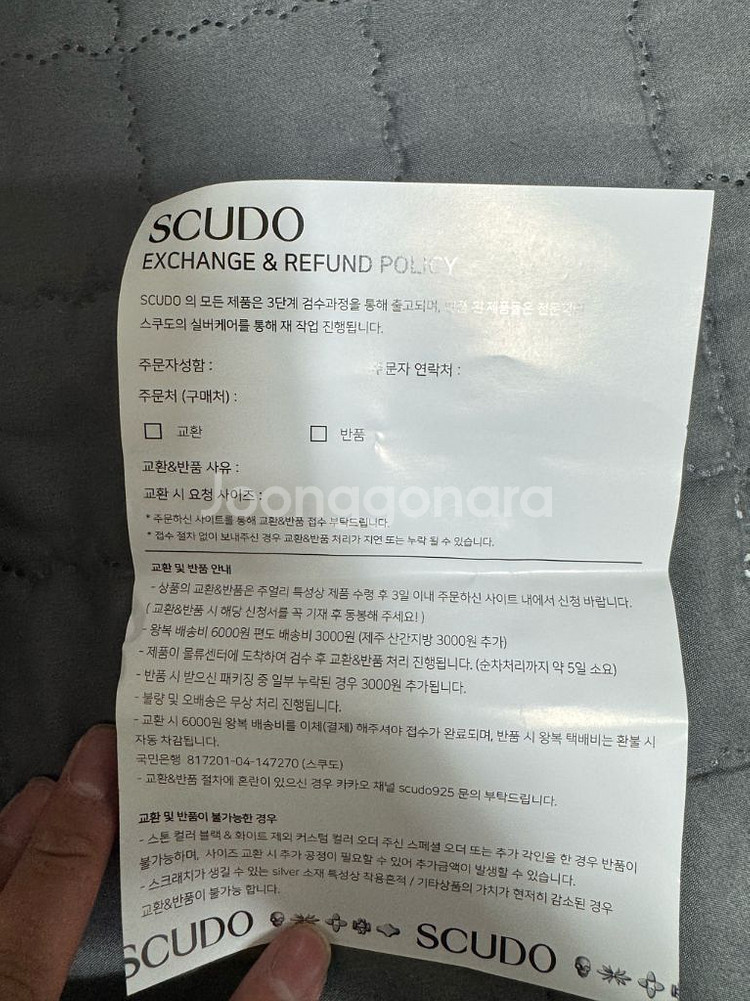 SCUDO
EXCHANGE & REFUND POLICY
SCUDO 의 모든 제품은 3단계 검수과정을 통해 출고되며, 된 제품들은
스쿠도의 실버케어를 통해 재 작업 진행됩니다.
주문자성함 : 주문자 연락처 :
주문처 (구매처) :
교환 반품
교환&반품 사유 :
교환 시 요청 사이즈 :
Joonggonara
* 주문하신 사이트를 통해 교환&반품 접수 부탁드립니다.
* 접수 절차 없이 보내주신 경우 교환&반품 처리가 지연 또는 누락 될 수 있습니다.
교환 및 반품 안내
- 상품의 교환&반품은 주얼리 특성상 제품 수령 후 3일 이내 주문하신 사이트 내에서 신청 바랍니다.
( 교환&반품 시 해당 신청서를 꼭 기재 후 동봉해 주세요! )
- 왕복 배송비 6000원 편도 배송비 3000원 (제주 산간지방 3000원 추가)
- 제품이 물류센터에 도착하여 검수 후 교환&반품 처리 진행됩니다. (순차처리까지 약 5일 소요)
- 반품 시 받으신 패키징 중 일부 누락된 경우 3000원 추가됩니다.
- 불량 및 오배송은 무상 처리 진행됩니다.
- 교환 시 6000원 왕복 배송비를 이체(결제) 해주셔야 접수가 완료되며, 반품 시 왕복 택배비는 환불 시
자동 차감됩니다.
국민은행 817201-04-147270 (스쿠도)
- 교환&반품 절차에 혼란이 있으신 경우 카카오 채널 scudo925 문의 부탁드립니다.
교환 및 반품이 불가능한 경우
- 스톤 컬러 블랙 & 화이트 제외 커스텀 컬러 오더 주신 스페셜 오더 또는 추가 각인을 한 경우 반품이
불가능하며, 사이즈 교환 시 추가 공정이 필요할 수 있어 추가금액이 발생할 수 있습니다.
- 스크래치가 생길 수 있는 silver 소재 특성상 착용흔적 / 기타상품의 가치가 현저히 감소된 경우
교환&반품이 불가능 합니다.
SCUDO SCUDO